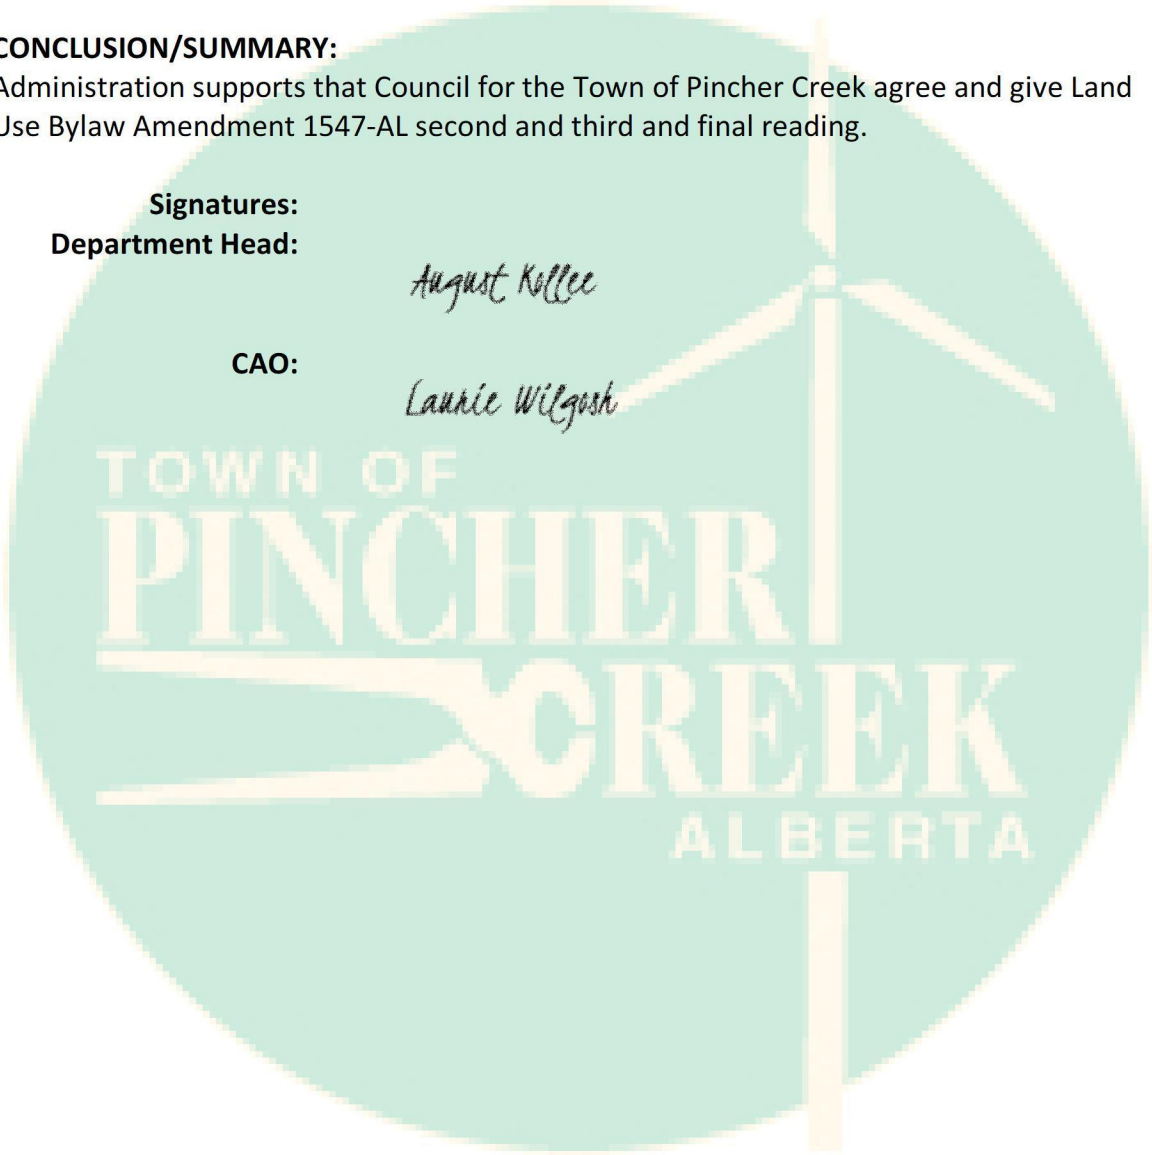 CONCLUSION/SUMMARY:
Administration supports that Council for the Town of Pincher Creek agree and give Land
Use Bylaw Amendment 1547-AL second and third and final reading.
Signatures:
Department Head:
August Kollee
CAO:
Laurie Wilgosh
TOWN OF
PINCHER
CREEK
ALBERTA